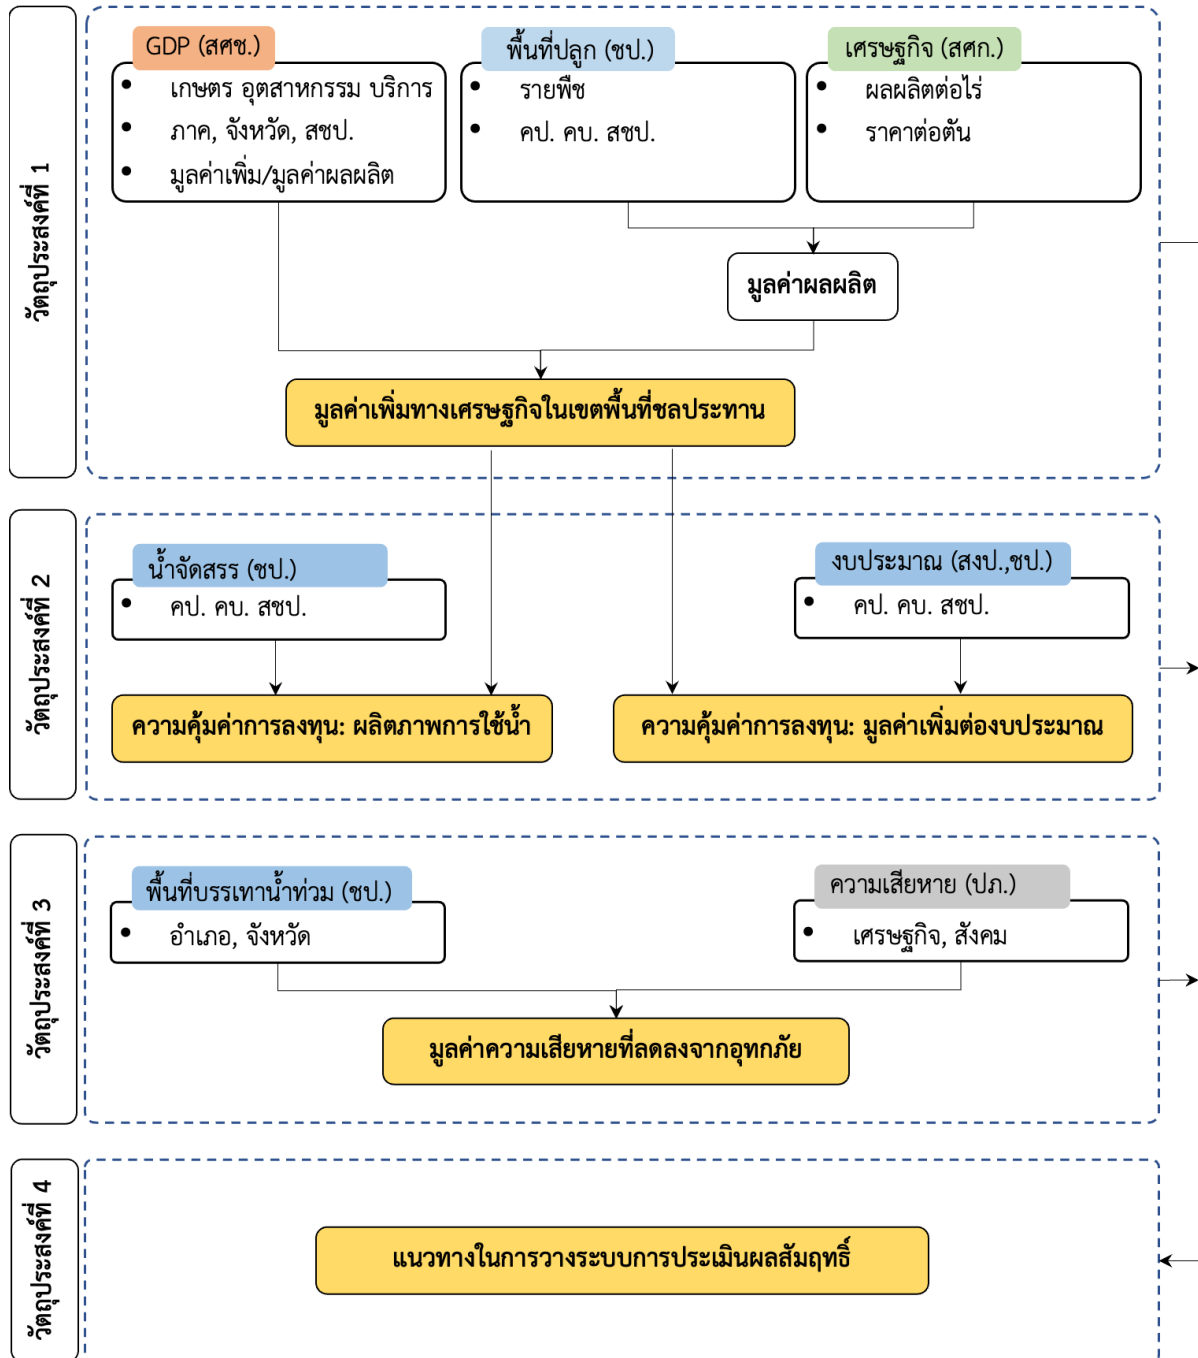 วัตถุประสงค์ที่ 1
GDP (สศช.)
เกษตร อุตสาหกรรม บริการ
ภาค, จังหวัด, สชป.
มูลค่าเพิ่ม/มูลค่าผลผลิต
พื้นที่ปลูก (ชป.)
รายพืช
คป. คบ. สชป.
เศรษฐกิจ (สศก.)
ผลผลิตต่อไร่
ราคาต่อตัน
มูลค่าผลผลิต
มูลค่าเพิ่มทางเศรษฐกิจในเขตพื้นที่ชลประทาน
วัตถุประสงค์ที่ 2
น้ำจัดสรร (ชป.)
คป. คบ. สชป.
งบประมาณ (สงป.,ชป.)
คป. คบ. สชป.
ความคุ้มค่าการลงทุน: ผลิตภาพการใช้น้ำ
ความคุ้มค่าการลงทุน: มูลค่าเพิ่มต่องบประมาณ
วัตถุประสงค์ที่ 3
พื้นที่บรรเทาน้ำท่วม (ชป.)
อำเภอ, จังหวัด
ความเสียหาย (ปภ.)
เศรษฐกิจ, สังคม
มูลค่าความเสียหายที่ลดลงจากอุทกภัย
วัตถุประสงค์ที่ 4
แนวทางในการวางระบบการประเมินผลสัมฤทธิ์